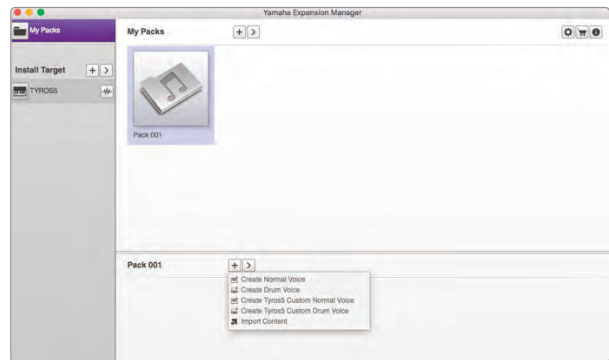 Yamaha Expansion Manager
My Packs
My Packs
Install Target
TYROS5
Pack 001
Pack 001
Create Normal Voice
Create Drum Voice
Create Tyros5 Custom Normal Voice
Create Tyros5 Custom Drum Voice
Import Content